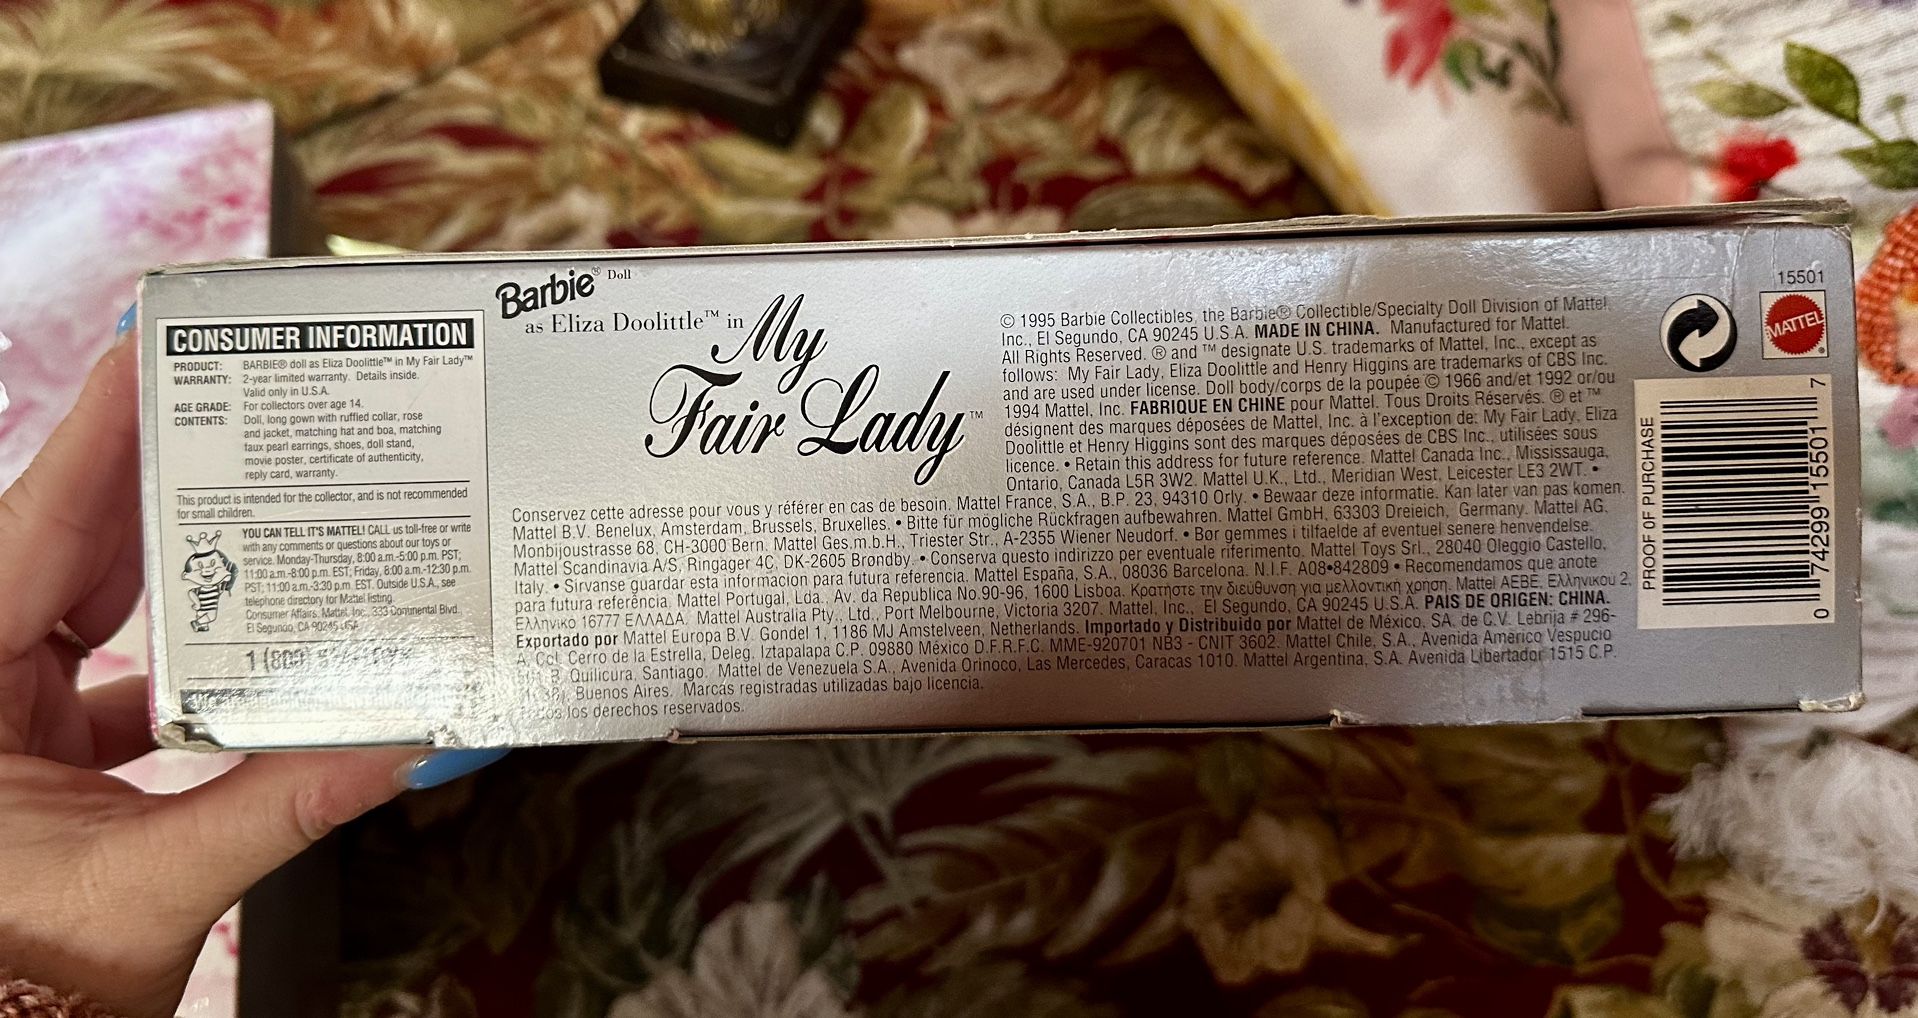 CONSUMER INFORMATION
PRODUCT: BARBIE® doll as Eliza Doolittle™ in My Fair Lady™
WARRANTY: 2-year limited warranty. Details inside.
Valid only in U.S.A.
AGE GRADE: For collectors over age 14.
CONTENTS: Doll, long gown with ruffled collar, rose
and jacket, matching hat and boa, matching
faux pearl earrings, shoes, doll stand,
movie poster, certificate of authenticity,
reply card, warranty.
This product is intended for the collector, and is not recommended
for small children.
YOU CAN TELL IT'S MATTEL! CALL us toll-free or write
with any comments or questions about our toys or
service. Monday-Thursday, 8:00 a.m.-5:00 p.m. PST;
11:00 a.m.-8:00 p.m. EST, Friday, 8:00 a.m.-12:30 p.m.
PST; 11:00 a.m.-3:30 p.m. EST. Outside U.S.A., see
telephone directory for Mattel listing.
Consumer Affairs, Mattel, Inc., 333 Continental Blvd.,
El Segundo, CA 90245 USA
1 (800)
Barbie® Doll
as Eliza Doolittle™ in
My
Fair Lady™
© 1995 Barbie Collectibles, the Barbie® Collectible/Specialty Doll Division of Mattel,
Inc., El Segundo, CA 90245 U.S.A. MADE IN CHINA. Manufactured for Mattel.
All Rights Reserved. ® and ™ designate U.S. trademarks of Mattel, Inc., except as
follows: My Fair Lady, Eliza Doolittle and Henry Higgins are trademarks of CBS Inc.
and are used under license. Doll body/corps de la poupée © 1966 and/et 1992 or/ou
1994 Mattel, Inc. FABRIQUE EN CHINE pour Mattel. Tous Droits Réservés. ® et ™
désignent des marques déposées de Mattel, Inc. à l'exception de: My Fair Lady, Eliza
Doolittle et Henry Higgins sont des marques déposées de CBS Inc., utilisées sous
licence. • Retain this address for future reference. Mattel Canada Inc., Mississauga,
Ontario, Canada L5R 3W2. Mattel U.K., Ltd., Meridian West, Leicester LE3 2WT. •
Conservez cette adresse pour vous y référer en cas de besoin. Mattel France, S.A., B.P. 23, 94310 Orly. • Bewaar deze informatie. Kan later van pas komen.
Mattel B.V. Benelux, Amsterdam, Brussels, Bruxelles. • Bitte für mögliche Rückfragen aufbewahren. Mattel GmbH, 63303 Dreieich, Germany. Mattel AG.
Monbijoustrasse 68, CH-3000 Bern. Mattel Ges.m.b.H., Triester Str., A-2355 Wiener Neudorf. • Bør gemmes i tilfaelde af eventuel senere henvendelse.
Mattel Scandinavia A/S, Ringager 4C, DK-2605 Brøndby. • Conserva questo indirizzo per eventuale riferimento. Mattel Toys Srl., 28040 Oleggio Castello,
Italy. • Sirvanse guardar esta informacion para futura referencia. Mattel España, S.A., 08036 Barcelona. N.I.F. A08•842809 • Recomendamos que anote
para futura referência. Mattel Portugal, Lda., Av. da Republica No.90-96, 1600 Lisboa. Κρατηστε την διεύθυνση για μελλοντική χρηση. Mattel AEBE, Ελληνικού 2,
Ελληνικο 16777 ΕΛΛΑΔΑ. Mattel Australia Pty., Ltd., Port Melbourne, Victoria 3207. Mattel, Inc., El Segundo, CA 90245 U.S.A. PAIS DE ORIGEN: CHINA.
Exportado por Mattel Europa B.V. Gondel 1, 1186 MJ Amstelveen, Netherlands. Importado y Distribuido por Mattel de México, SA. de C.V. Lebrija # 296-
A, Col. Cerro de la Estrella, Deleg. Iztapalapa C.P. 09880 México D.F.R.F.C. MME-920701 NB3 - CNIT 3602. Mattel Chile, S.A., Avenida Américo Vespucio
B, Quilicura, Santiago. Mattel de Venezuela S.A., Avenida Orinoco, Las Mercedes, Caracas 1010. Mattel Argentina, S.A. Avenida Libertador 1515 C.P.
Buenos Aires. Marcas registradas utilizadas bajo licencia.
los derechos reservados.
15501
MATTEL®
PROOF OF PURCHASE
0 74299 15501 7